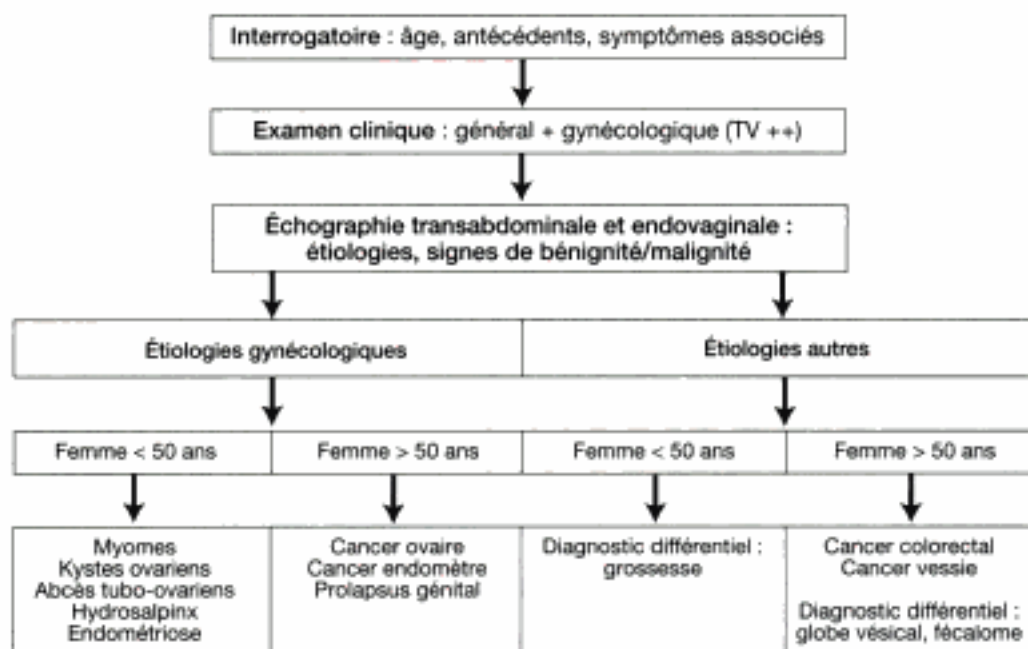 Interrogatoire : âge, antécédents, symptômes associés
Examen clinique : général + gynécologique (TV ++)
Échographie transabdominale et endovaginale :
étiologies, signes de bénignité/malignité
Étiologies gynécologiques
Étiologies autres
Femme < 50 ans
Femme > 50 ans
Femme < 50 ans
Femme > 50 ans
Myomes
Kystes ovariens
Abcès tubo-ovariens
Hydrosalpinx
Endométriose
Cancer ovaire
Cancer endomètre
Prolapsus génital
Diagnostic différentiel :
grossesse
Cancer colorectal
Cancer vessie
Diagnostic différentiel :
globe vésical, fécalome